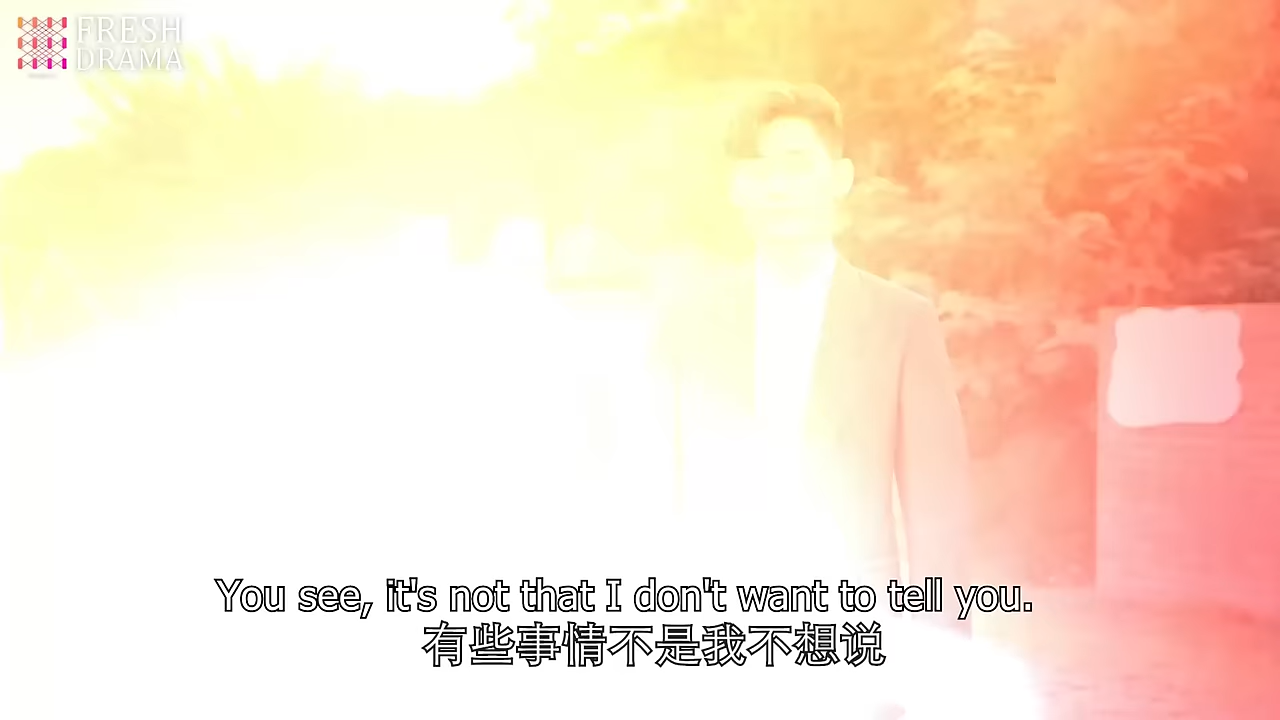 FRESH
DRAMA
You see, it's not that I don't want to tell you.
有些事情不是我不想说